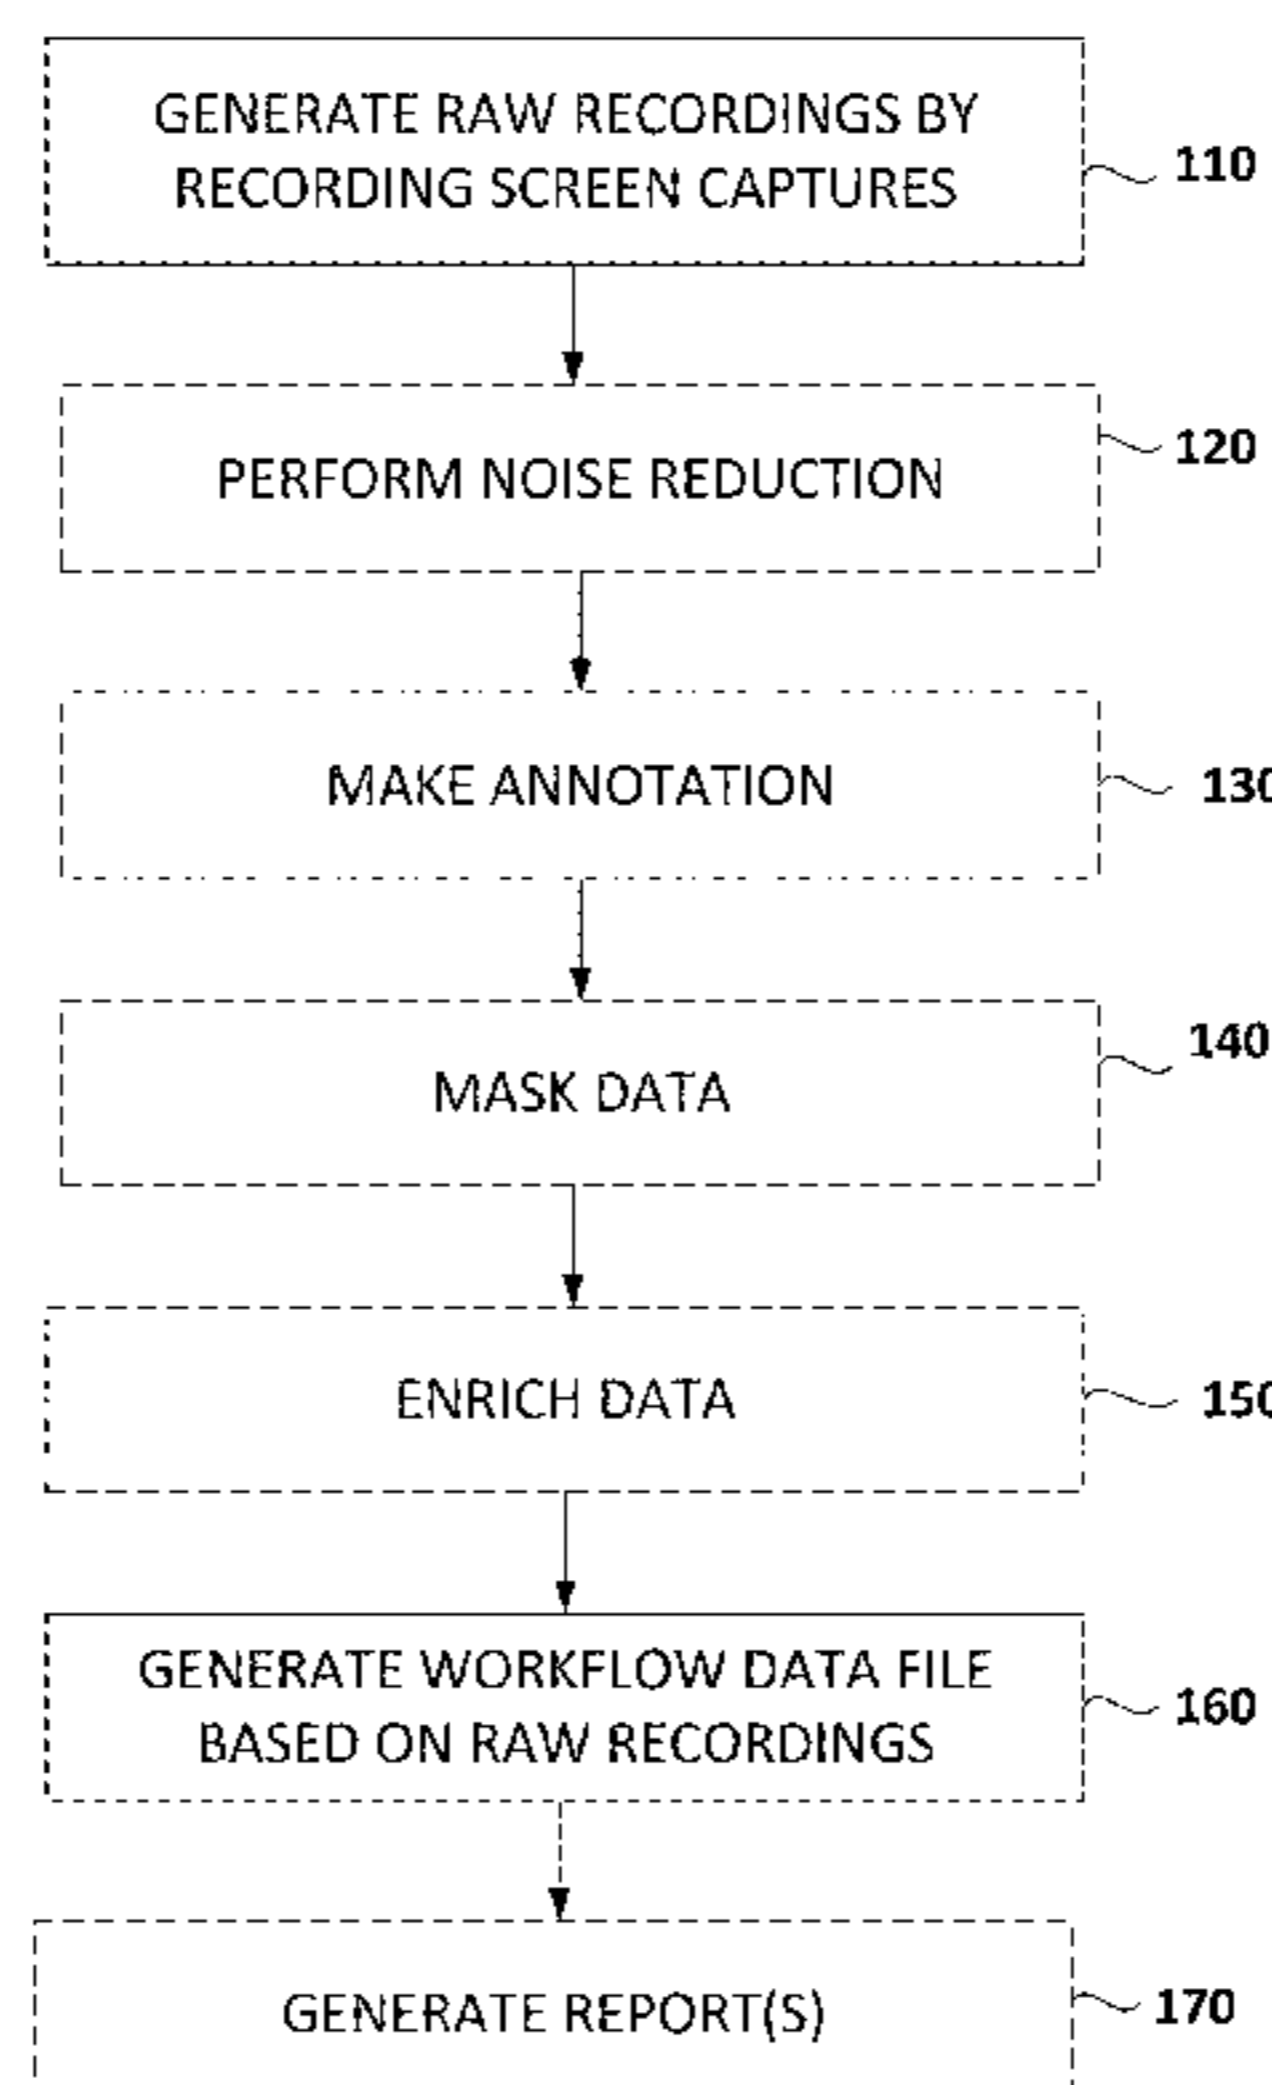 GENERATE RAW RECORDINGS BY
RECORDING SCREEN CAPTURES
110
PERFORM NOISE REDUCTION
120
MAKE ANNOTATION
130
MASK DATA
140
ENRICH DATA
150
GENERATE WORKFLOW DATA FILE
BASED ON RAW RECORDINGS
160
GENERATE REPORT(S)
170